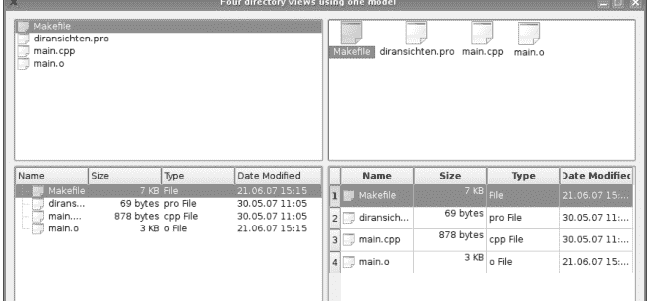 Four directory views using one model
Makefile
diransichten.pro
main.cpp
main.o
Makefile diransichten.pro main.cpp main.o
Name Size Type Date Modified
Makefile 7 KB File 21.06.07 15:15
dirans... 69 bytes pro File 30.05.07 11:05
main.... 878 bytes cpp File 30.05.07 11:05
main.o 3 KB o File 21.06.07 15:15
Name Size Type Date Modified
1 Makefile 7 KB File 21.06.07 15:...
2 diransich... 69 bytes pro File 30.05.07 11:...
3 main.cpp 878 bytes cpp File 30.05.07 11:...
4 main.o 3 KB o File 21.06.07 15:...